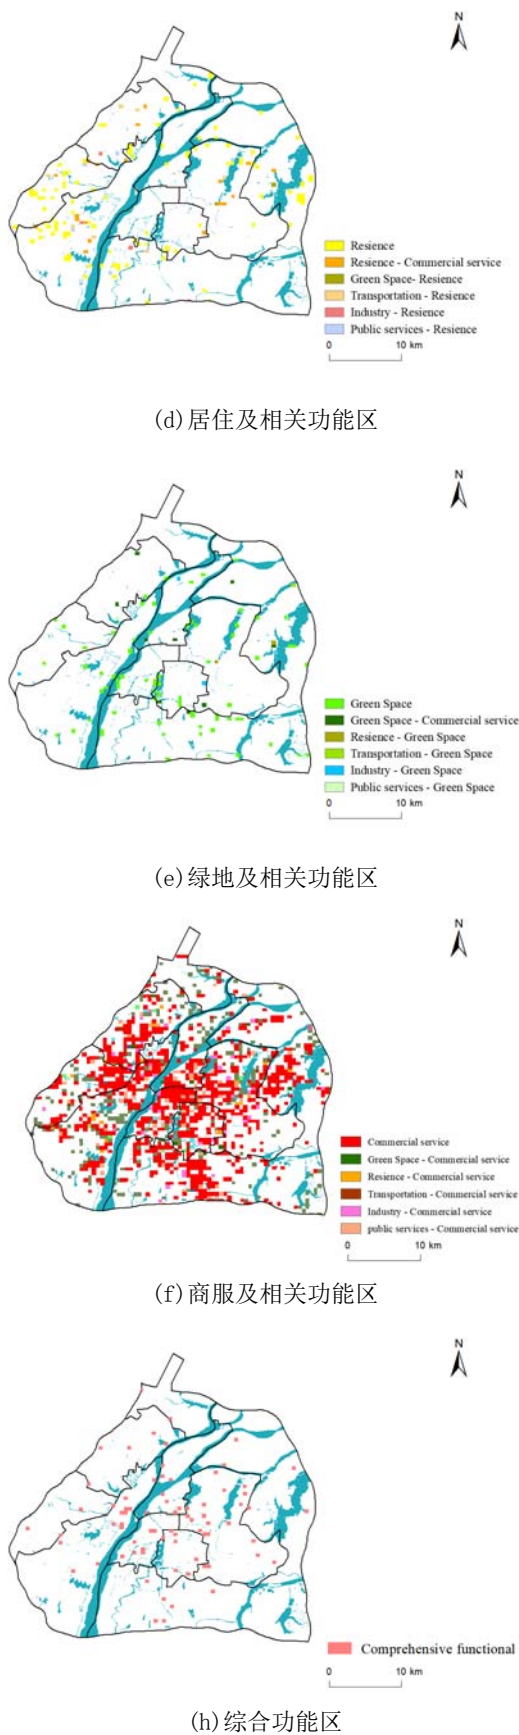 N
Resience
Resience - Commercial service
Green Space- Resience
Transportation - Resience
Industry - Resience
Public services - Resience
0 10 km
(d)居住及相关功能区
N
Green Space
Green Space - Commercial service
Resience - Green Space
Transportation - Green Space
Industry - Green Space
Public services - Green Space
0 10 km
(e)绿地及相关功能区
N
Commercial service
Green Space - Commercial service
Resience - Commercial service
Transportation - Commercial service
Industry - Commercial service
public services - Commercial service
0 10 km
(f)商服及相关功能区
N
Comprehensive functional
0 10 km
(h)综合功能区